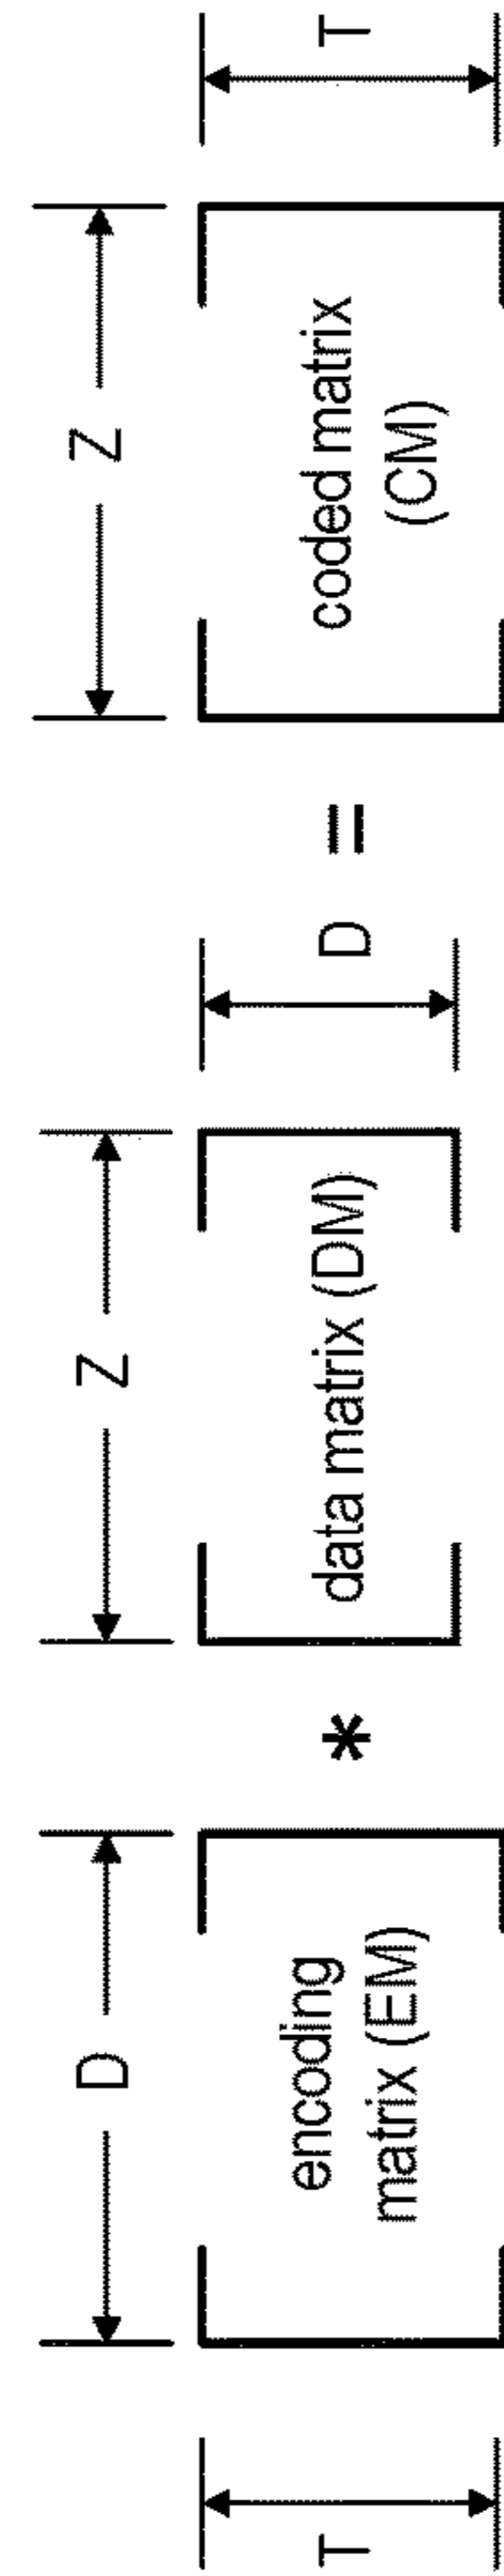 T
D
encoding
matrix (EM)
*
Z
data matrix (DM)
D
=
Z
coded matrix
(CM)
T